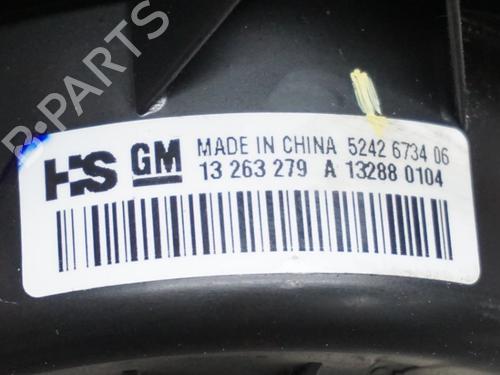 B-PARTS
HS GM MADE IN CHINA 5242 6734 06
13 263 279 A 13288 0104